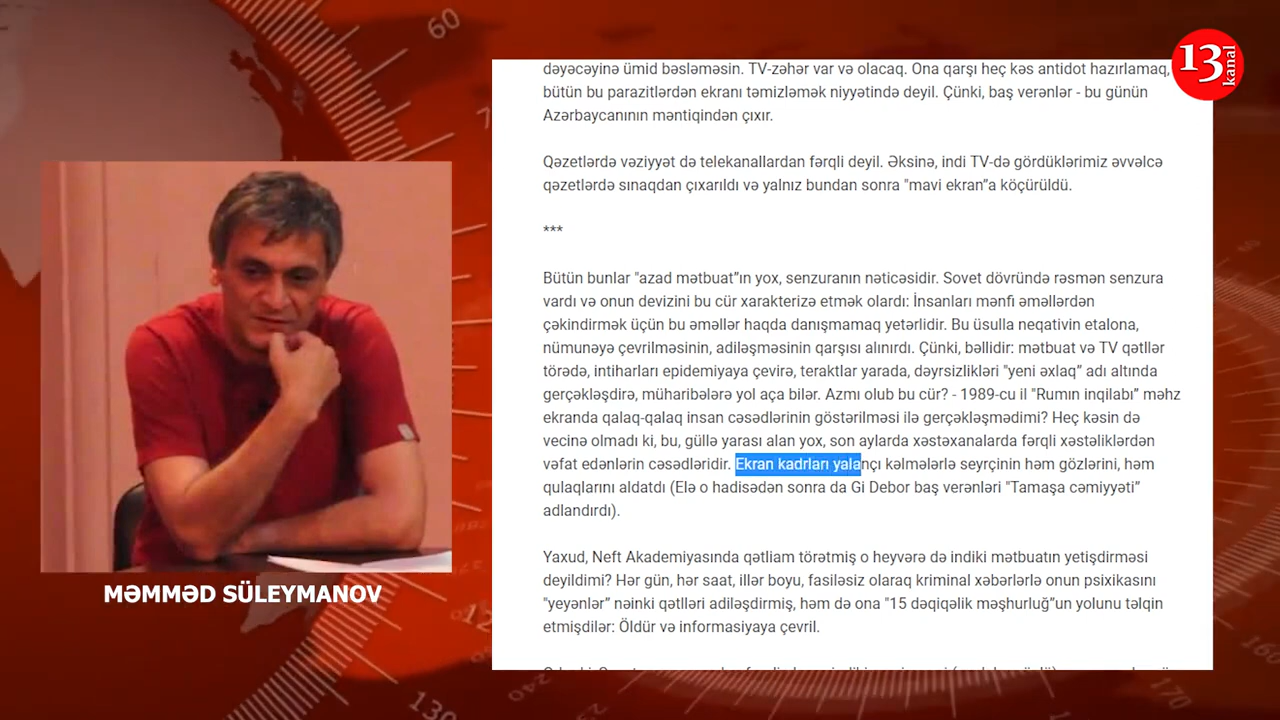 13
kanal
dəyəcəyinə ümid bəsləməsin. TV-zəhər var və olacaq. Ona qarşı heç kəs antidot hazırlamaq,
bütün bu parazitlərdən ekranı təmizləmək niyyətində deyil. Çünki, baş verənlər - bu günün
Azərbaycanının məntiqindən çıxır.
Qəzetlərdə vəziyyət də telekanallardan fərqli deyil. Əksinə, indi TV-də gördüklərimiz əvvəlcə
qəzetlərdə sınaqdan çıxarıldı və yalnız bundan sonra "mavi ekran”a köçürüldü.
***
Bütün bunlar "azad mətbuat”ın yox, senzuranın nəticəsidir. Sovet dövründə rəsmən senzura
vardı və onun devizini bu cür xarakterizə etmək olardı: İnsanları mənfi əməllərdən
çəkindirmək üçün bu əməllər haqda danışmamaq yetərlidir. Bu üsulla neqativin etalona,
nümunəyə çevrilməsinin, adiləşməsinin qarşısı alınırdı. Çünki, bəllidir: mətbuat və TV qətllər
törədə, intiharları epidemiyaya çevirə, teraktlar yarada, dəyrsizlikləri "yeni əxlaq” adı altında
gerçəkləşdirə, müharibələrə yol aça bilər. Azmı olub bu cür? - 1989-cu il "Rumın inqilabı” məhz
ekranda qalaq-qalaq insan cəsədlərinin göstərilməsi ilə gerçəkləşmədimi? Heç kəsin də
vecinə olmadı ki, bu, güllə yarası alan yox, son aylarda xəstəxanalarda fərqli xəstəliklərdən
vəfat edənlərin cəsədləridir. Ekran kadrları yalançı kəlmələrlə seyrçinin həm gözlərini, həm
qulaqlarını aldatdı (Elə o hadisədən sonra da Gi Debor baş verənləri "Tamaşa cəmiyyəti”
adlandırdı).
Yaxud, Neft Akademiyasında qətliam törətmiş o heyvərə də indiki mətbuatın yetişdirməsi
deyildimi? Hər gün, hər saat, illər boyu, fasiləsiz olaraq kriminal xəbərlərlə onun psixikasını
"yeyənlər” nəinki qətlləri adiləşdirmiş, həm də ona "15 dəqiqəlik məşhurluğ”un yolunu təlqin
etmişdilər: Öldür və informasiyaya çevril.
MƏMMƏD SÜLEYMANOV
60
130
240